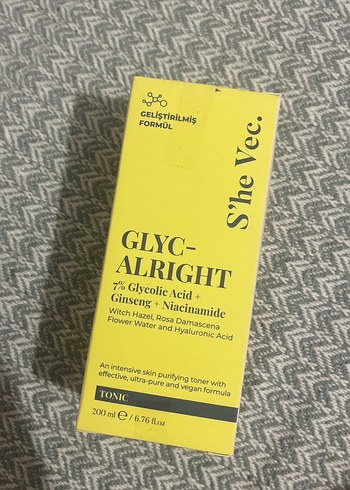 GELİŞTİRİLMİŞ
FORMÜL
S'he Vec.
GLYC-
ALRIGHT
7% Glycolic Acid +
Ginseng + Niacinamide
Witch Hazel, Rosa Damascena
Flower Water and Hyaluronic Acid
An intensive skin purifying toner with
effective, ultra-pure and vegan formula
TONIC
200 ml ℮ / 6.76 fl.oz